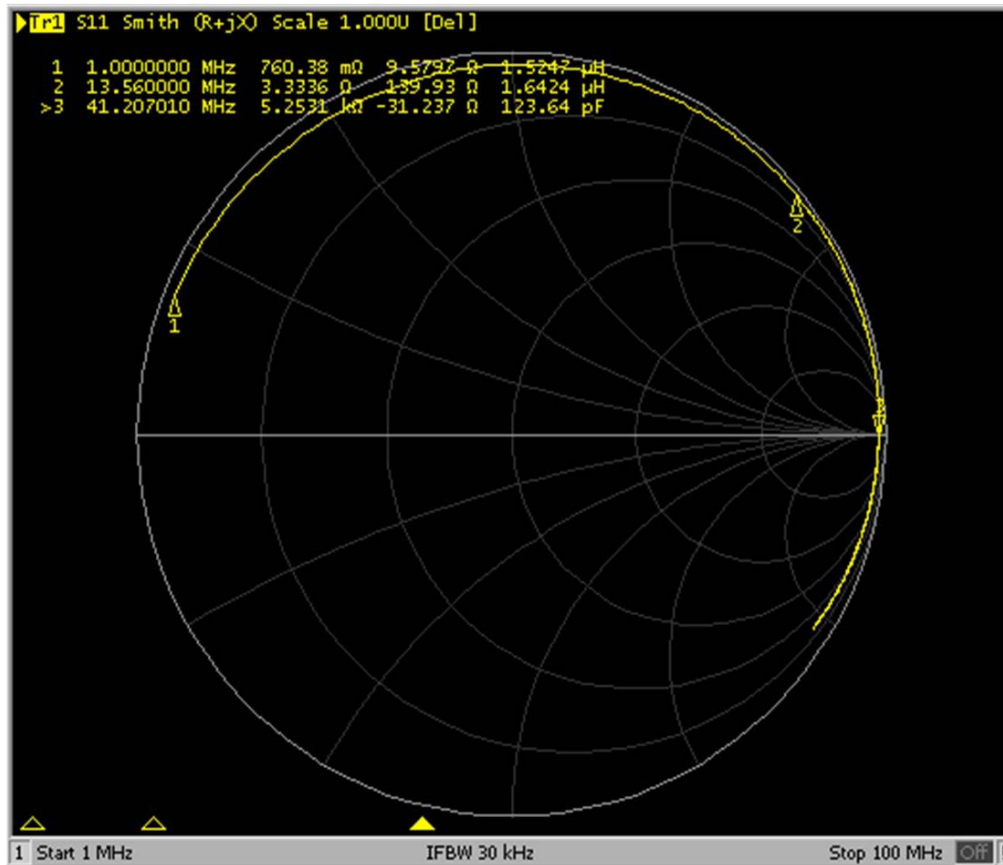 Tr1 S11 Smith (R+jX) Scale 1.000U [Del]
1 1.0000000 MHz 760.38 mΩ 9.5797 Ω 1.5247 µH
2 13.560000 MHz 3.3336 Ω 139.93 Ω 1.6424 µH
>3 41.207010 MHz 5.2531 kΩ -31.237 Ω 123.64 pF
2
1
1 Start 1 MHz IFBW 30 kHz Stop 100 MHz Off